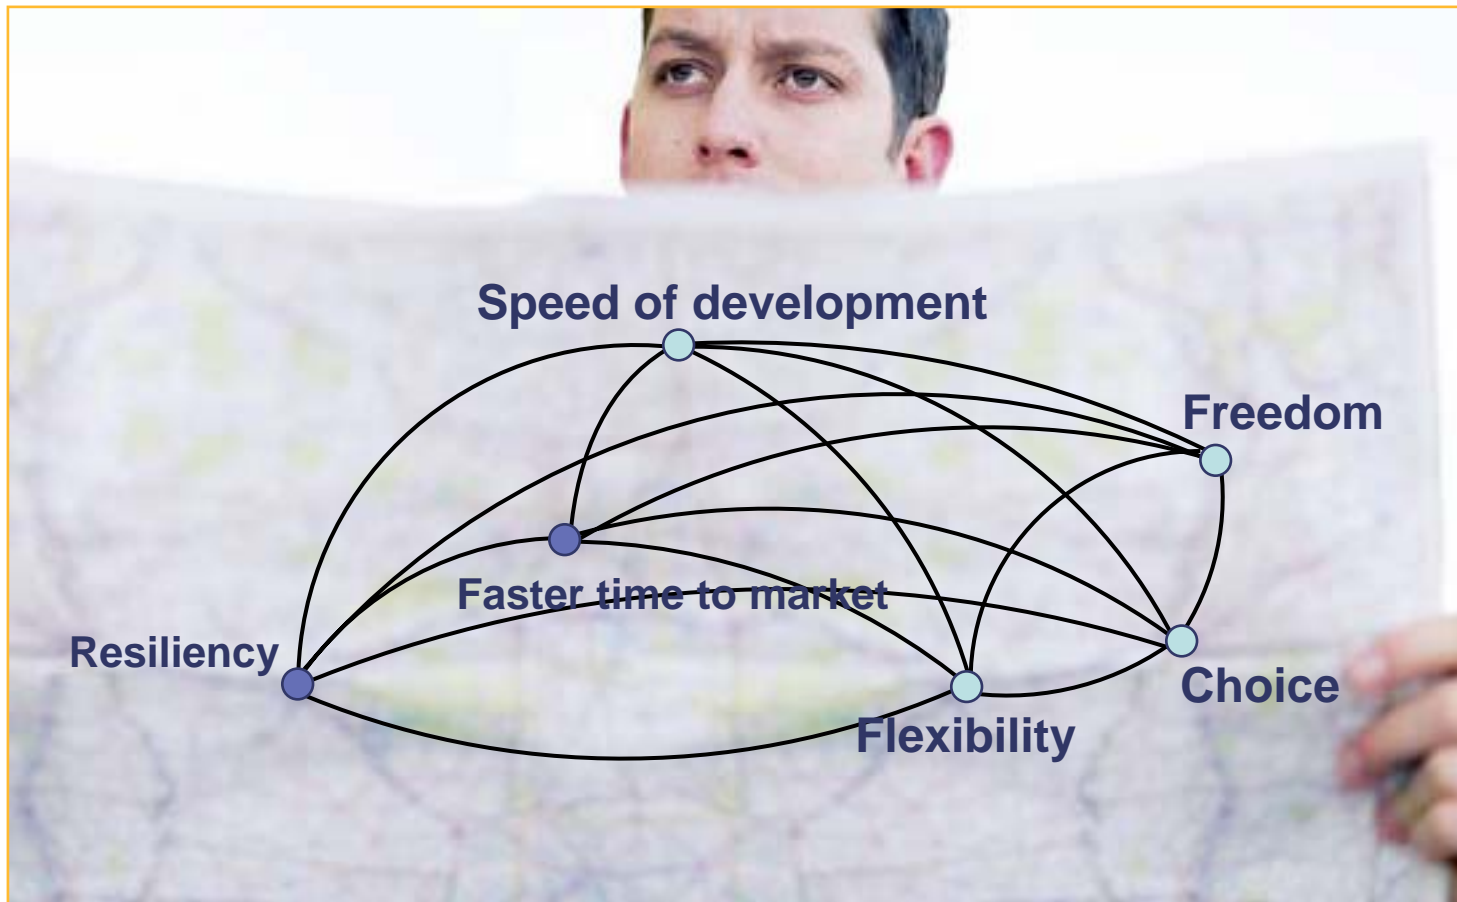 Speed of development
Freedom
Faster time to market
Resiliency
Choice
Flexibility